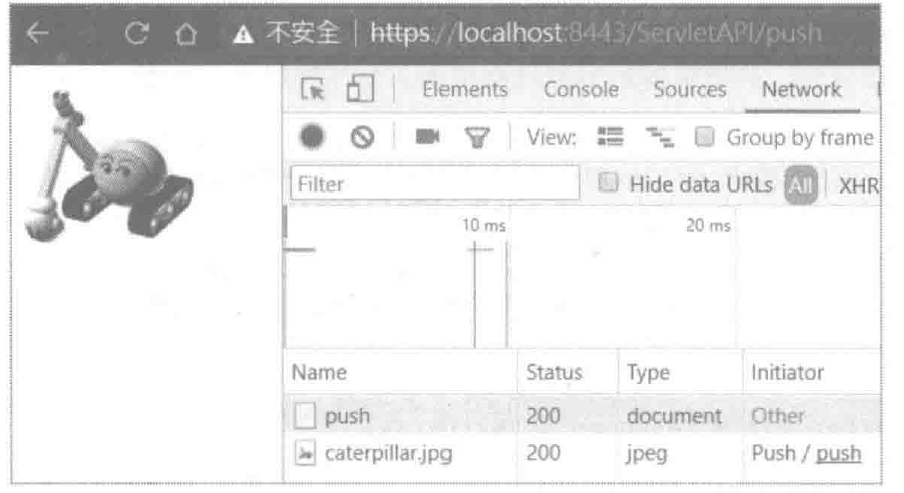 不安全 | https://localhost:8443/ServletAPI/push
Elements Console Sources Network
View: Group by frame
Filter Hide data URLs All XHR
10 ms 20 ms
Name Status Type Initiator
push 200 document Other
caterpillar.jpg 200 jpeg Push / push